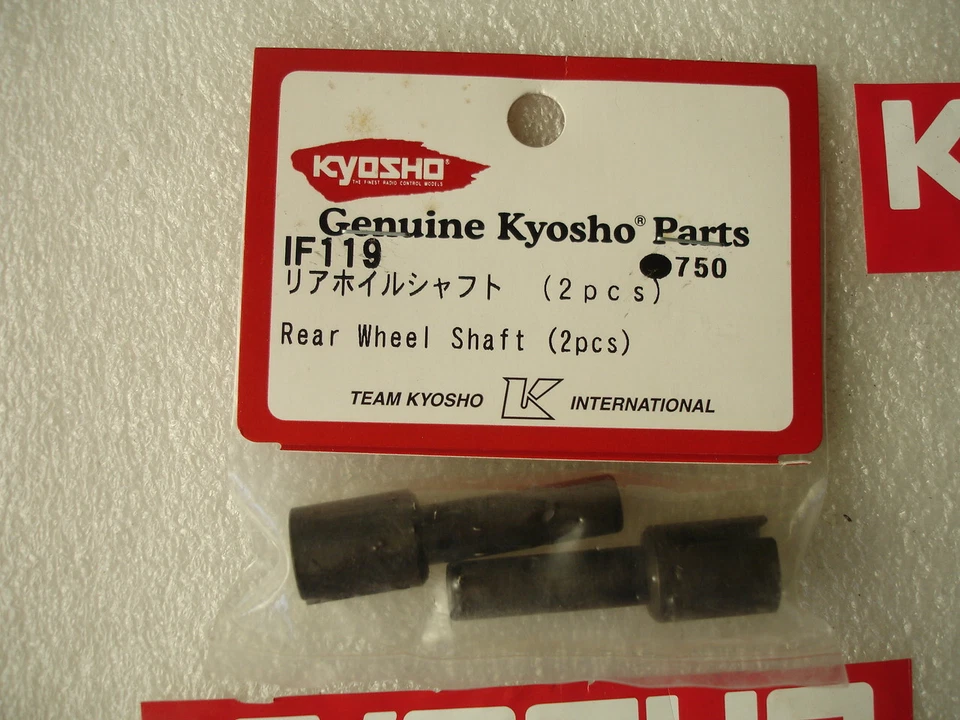 KYOSHO®
THE FINEST RADIO CONTROL MODELS
Genuine Kyosho® Parts
IF119
●750
リアホイルシャフト (2pcs)
Rear Wheel Shaft (2pcs)
TEAM KYOSHO K INTERNATIONAL
K
KYOSHO